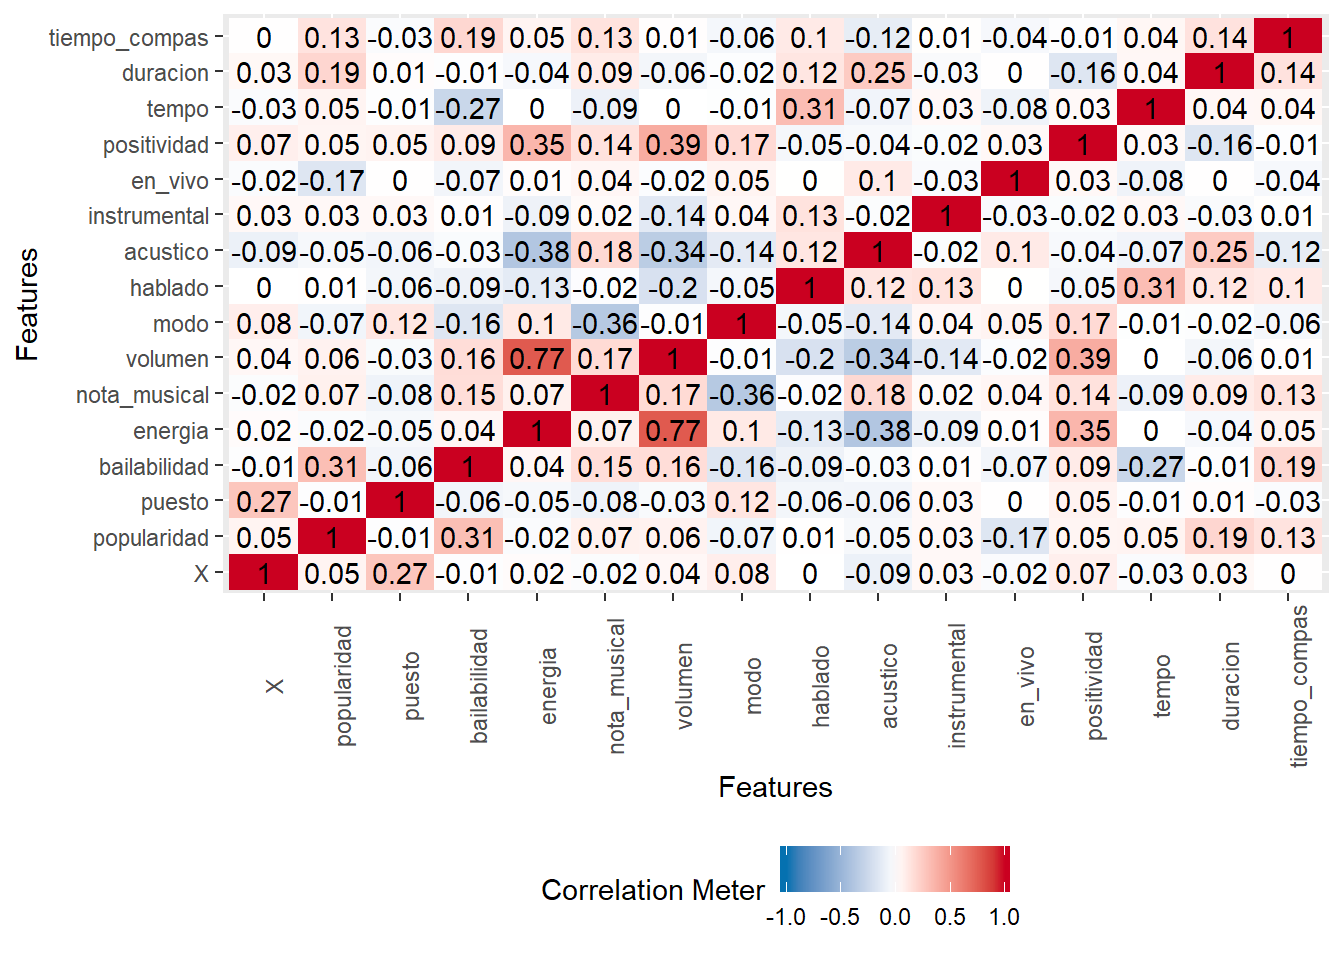 tiempo_compas 0 0.13 -0.03 0.19 0.05 0.13 0.01 -0.06 0.1 -0.12 0.01 -0.04 -0.01 0.04 0.14 1
duracion 0.03 0.19 0.01 -0.01 -0.04 0.09 -0.06 -0.02 0.12 0.25 -0.03 0 -0.16 0.04 1 0.14
tempo -0.03 0.05 -0.01 -0.27 0 -0.09 0 -0.01 0.31 -0.07 0.03 -0.08 0.03 1 0.04 0.04
positividad 0.07 0.05 0.05 0.09 0.35 0.14 0.39 0.17 -0.05 -0.04 -0.02 0.03 1 0.03 -0.16 -0.01
en_vivo -0.02 -0.17 0 -0.07 0.01 0.04 -0.02 0.05 0 0.1 -0.03 1 0.03 -0.08 0 -0.04
instrumental 0.03 0.03 0.03 0.01 -0.09 0.02 -0.14 0.04 0.13 -0.02 1 -0.03 -0.02 0.03 -0.03 0.01
acustico -0.09 -0.05 -0.06 -0.03 -0.38 0.18 -0.34 -0.14 0.12 1 -0.02 0.1 -0.04 -0.07 0.25 -0.12
hablado 0 0.01 -0.06 -0.09 -0.13 -0.02 -0.2 -0.05 1 0.12 0.13 0 -0.05 0.31 0.12 0.1
modo 0.08 -0.07 0.12 -0.16 0.1 -0.36 -0.01 1 -0.05 -0.14 0.04 0.05 0.17 -0.01 -0.02 -0.06
volumen 0.04 0.06 -0.03 0.16 0.77 0.17 1 -0.01 -0.2 -0.34 -0.14 -0.02 0.39 0 -0.06 0.01
nota_musical -0.02 0.07 -0.08 0.15 0.07 1 0.17 -0.36 -0.02 0.18 0.02 0.04 0.14 -0.09 0.09 0.13
energia 0.02 -0.02 -0.05 0.04 1 0.07 0.77 0.1 -0.13 -0.38 -0.09 0.01 0.35 0 -0.04 0.05
bailabilidad -0.01 0.31 -0.06 1 0.04 0.15 0.16 -0.16 -0.09 -0.03 0.01 -0.07 0.09 -0.27 -0.01 0.19
puesto 0.27 -0.01 1 -0.06 -0.05 -0.08 -0.03 0.12 -0.06 -0.06 0.03 0 0.05 -0.01 0.01 -0.03
popularidad 0.05 1 -0.01 0.31 -0.02 0.07 0.06 -0.07 0.01 -0.05 0.03 -0.17 0.05 0.05 0.19 0.13
X 1 0.05 0.27 -0.01 0.02 -0.02 0.04 0.08 0 -0.09 0.03 -0.02 0.07 -0.03 0.03 0
Features
X
popularidad
puesto
bailabilidad
energia
nota_musical
volumen
modo
hablado
acustico
instrumental
en_vivo
positividad
tempo
duracion
tiempo_compas
Features
Correlation Meter
-1.0 -0.5 0.0 0.5 1.0